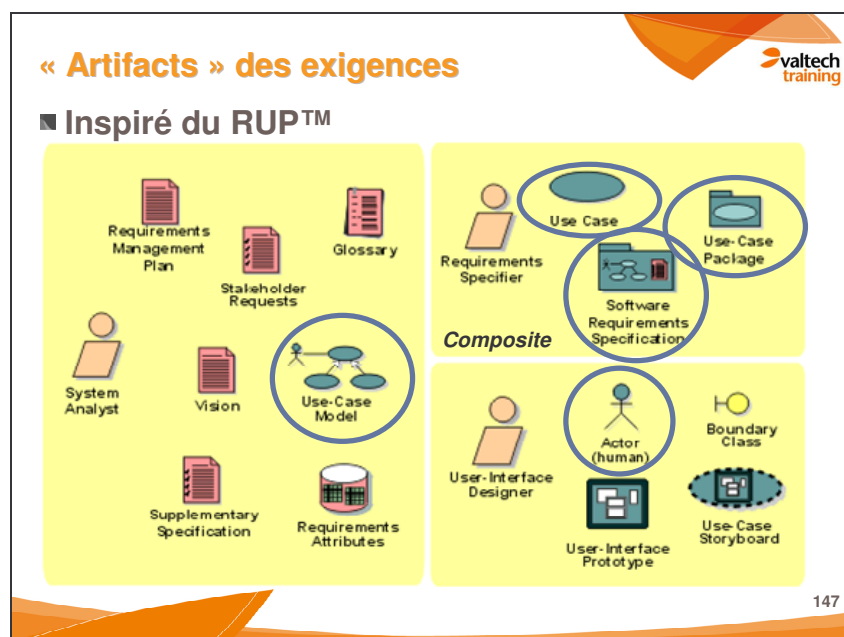 « Artifacts » des exigences
valtech
training
Inspiré du RUP™
Requirements
Management
Plan
Stakeholder
Requests
Glossary
System
Analyst
Vision
Use-Case
Model
Supplementary
Specification
Requirements
Attributes
Requirements
Specifier
Use Case
Use-Case
Package
Software
Requirements
Specification
Composite
User-Interface
Designer
Actor
(human)
Boundary
Class
User-Interface
Prototype
Use-Case
Storyboard
147